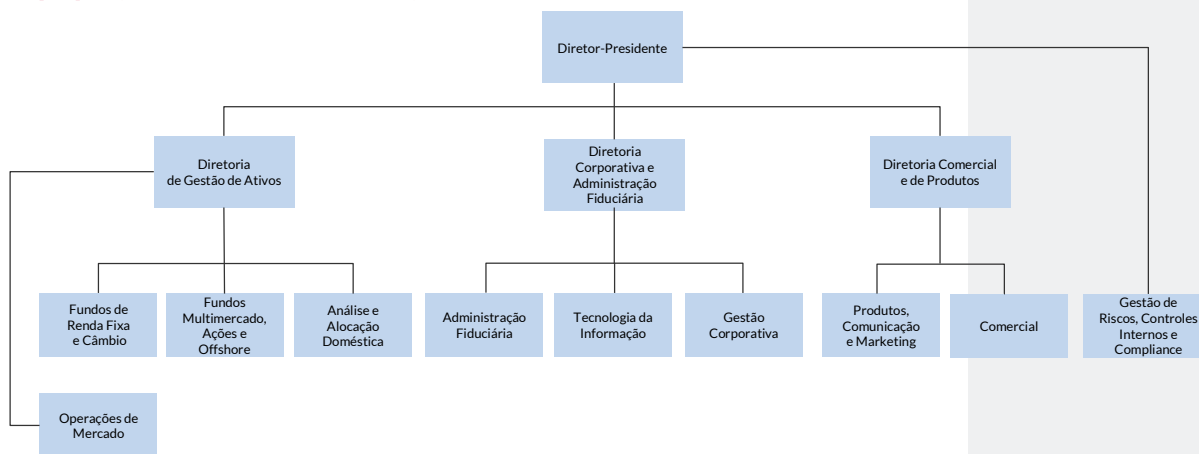 Diretor-Presidente
Diretoria
de Gestão de Ativos
Diretoria
Corporativa e
Administração
Fiduciária
Diretoria Comercial
e de Produtos
Fundos de
Renda Fixa
e Câmbio
Fundos
Multimercado,
Ações e
Offshore
Análise e
Alocação
Doméstica
Administração
Fiduciária
Tecnologia da
Informação
Gestão
Corporativa
Produtos,
Comunicação
e Marketing
Comercial
Gestão de
Riscos, Controles
Internos e
Compliance
Operações de
Mercado